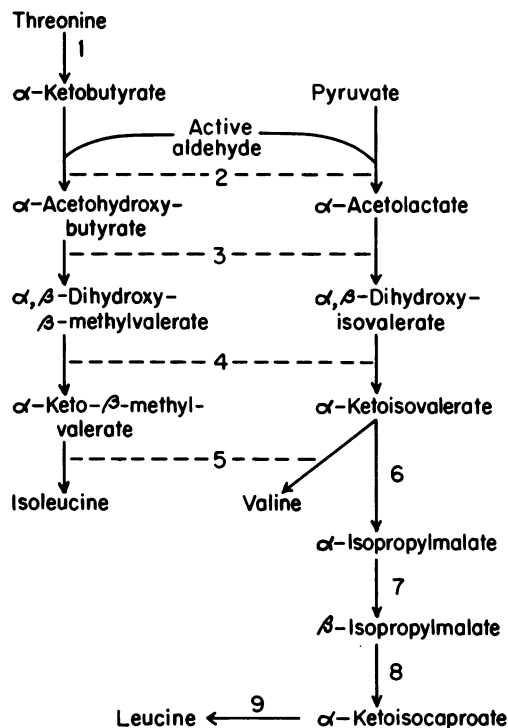 Threonine
1
α-Ketobutyrate
Pyruvate
Active
aldehyde
2
α-Acetohydroxy-
butyrate
α-Acetolactate
3
α,β-Dihydroxy-
β-methylvalerate
α,β-Dihydroxy-
isovalerate
4
α-Keto-β-methyl-
valerate
α-Ketoisovalerate
5
6
Isoleucine
Valine
α-Isopropylmalate
7
β-Isopropylmalate
8
9
Leucine
α-Ketoisocaproate